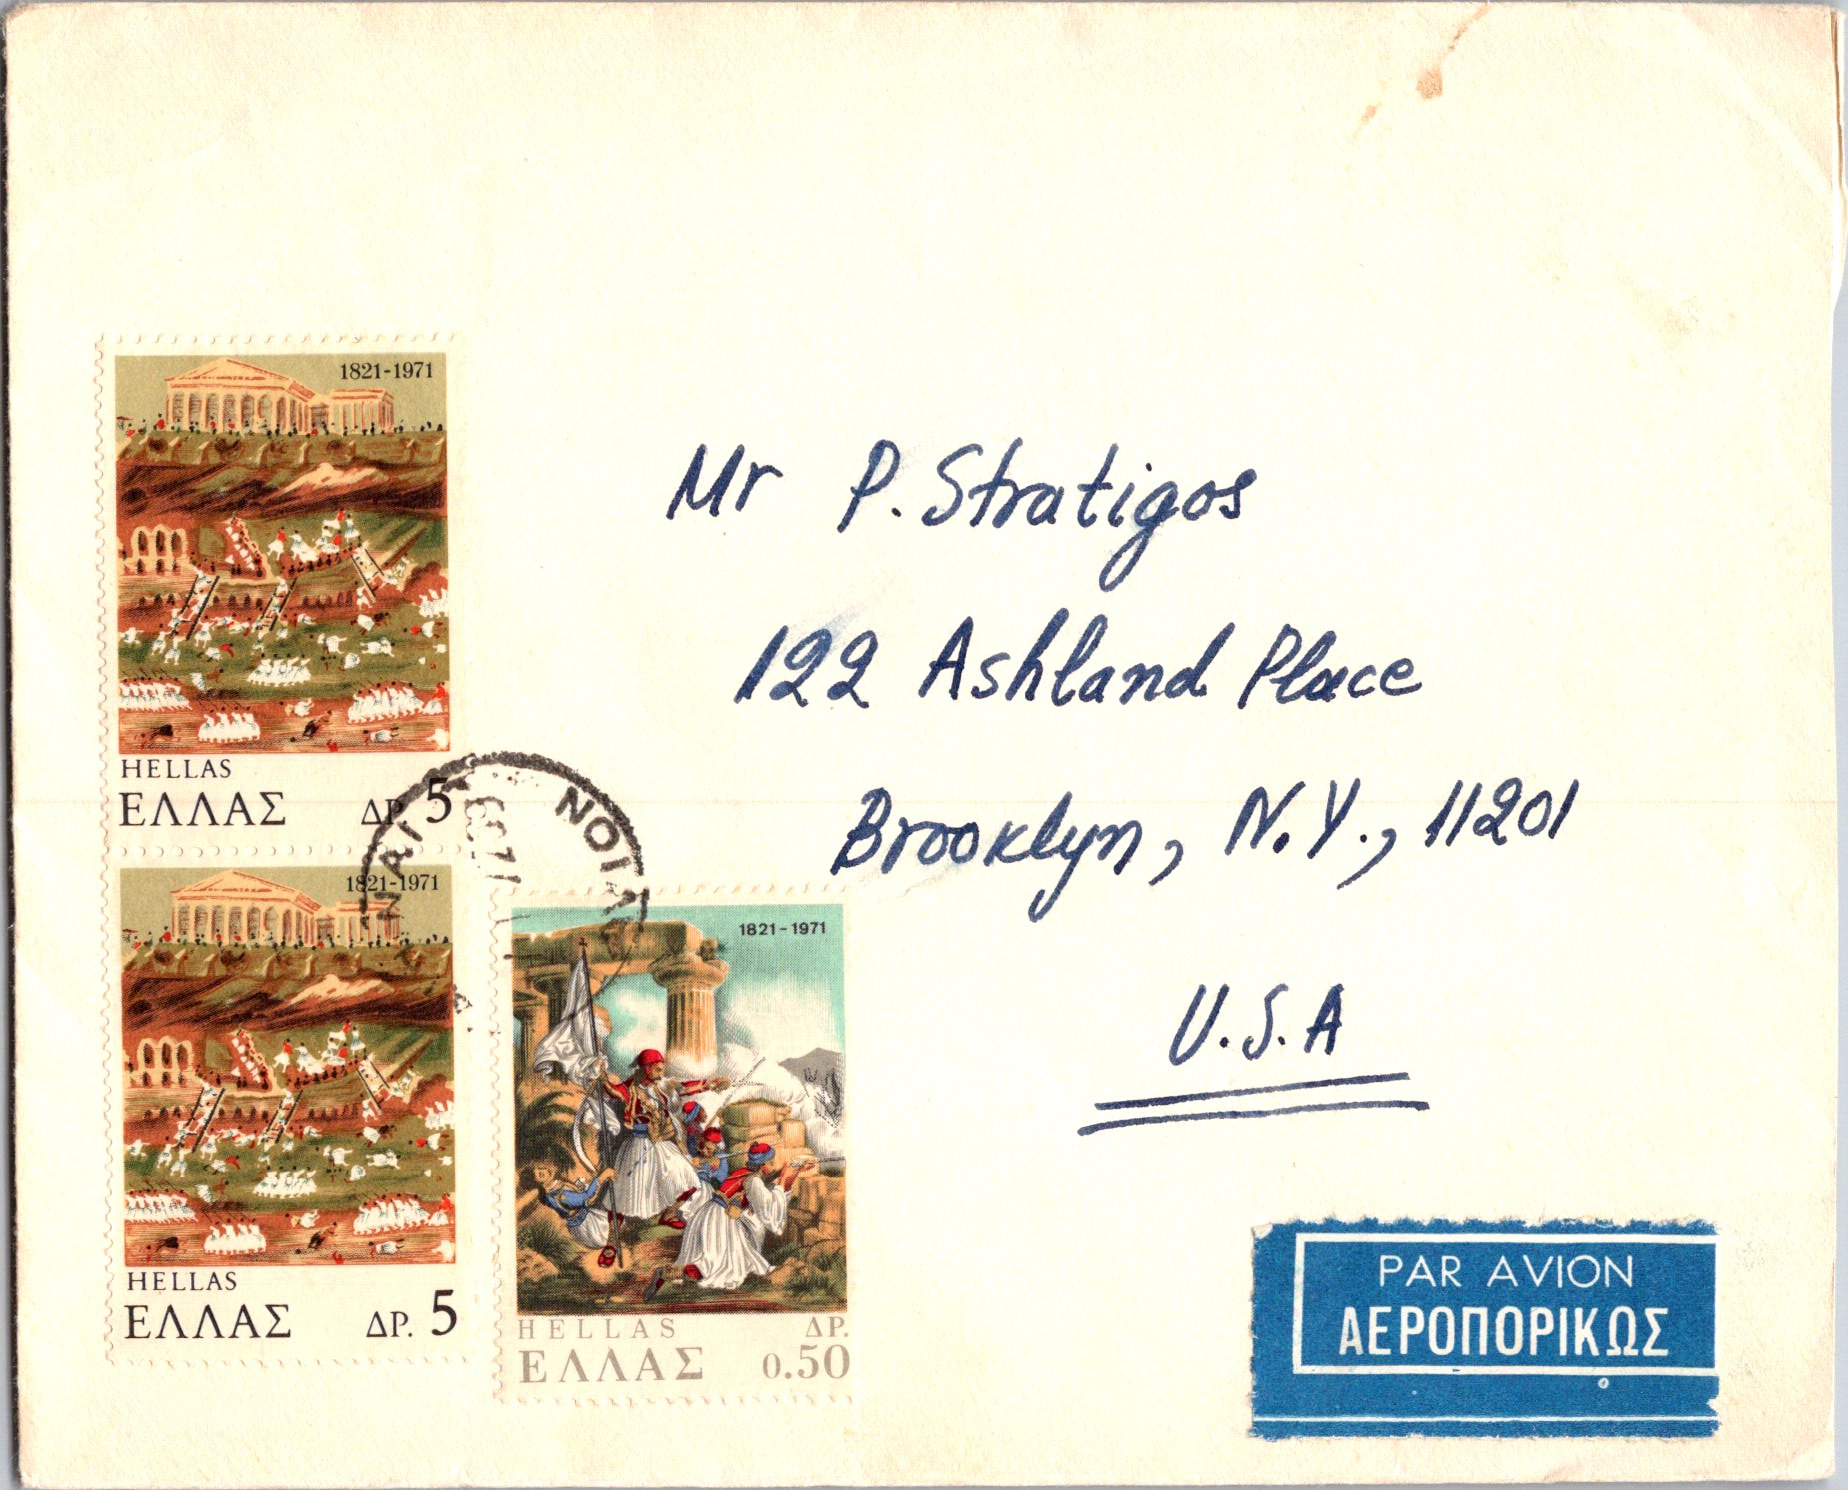 1821-1971
HELLAS
ΕΛΛΑΣ ΔΡ. 5
1821-1971
HELLAS
ΕΛΛΑΣ ΔΡ. 5
1821-1971
HELLAS ΔΡ.
ΕΛΛΑΣ 0.50
Mr P. Stratigos
122 Ashland Place
Brooklyn, N.Y., 11201
U.S.A
PAR AVION
ΑΕΡΟΠΟΡΙΚΩΣ